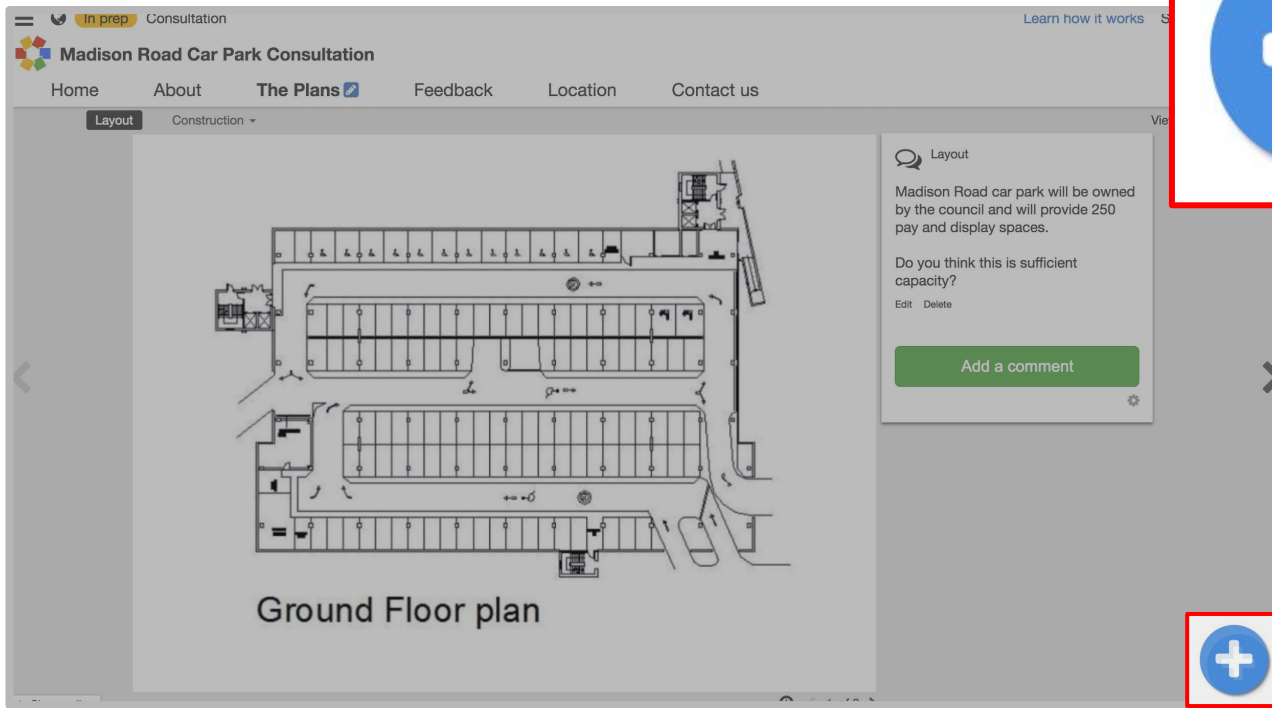 In prep Consultation
Learn how it works
Madison Road Car Park Consultation
Home About The Plans Feedback Location Contact us
Layout Construction
Layout
Madison Road car park will be owned
by the council and will provide 250
pay and display spaces.
Do you think this is sufficient
capacity?
Edit Delete
Add a comment
Ground Floor plan